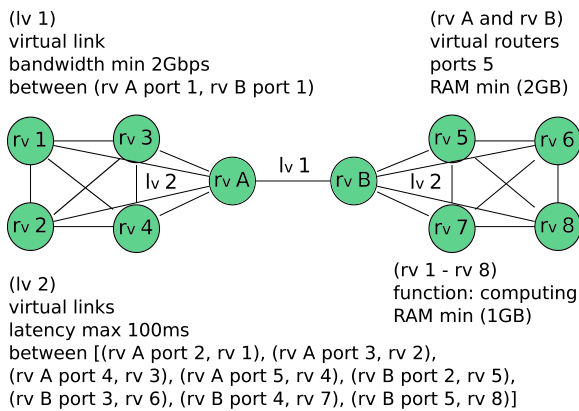 (lv 1)
virtual link
bandwidth min 2Gbps
between (rv A port 1, rv B port 1)
(rv A and rv B)
virtual routers
ports 5
RAM min (2GB)
rv 1
rv 3
rv 2
rv 4
lv 2
rv A
lv 1
rv B
rv 5
rv 6
lv 2
rv 7
rv 8
(lv 2)
virtual links
latency max 100ms
between [(rv A port 2, rv 1), (rv A port 3, rv 2),
(rv A port 4, rv 3), (rv A port 5, rv 4), (rv B port 2, rv 5),
(rv B port 3, rv 6), (rv B port 4, rv 7), (rv B port 5, rv 8)]
(rv 1 - rv 8)
function: computing
RAM min (1GB)